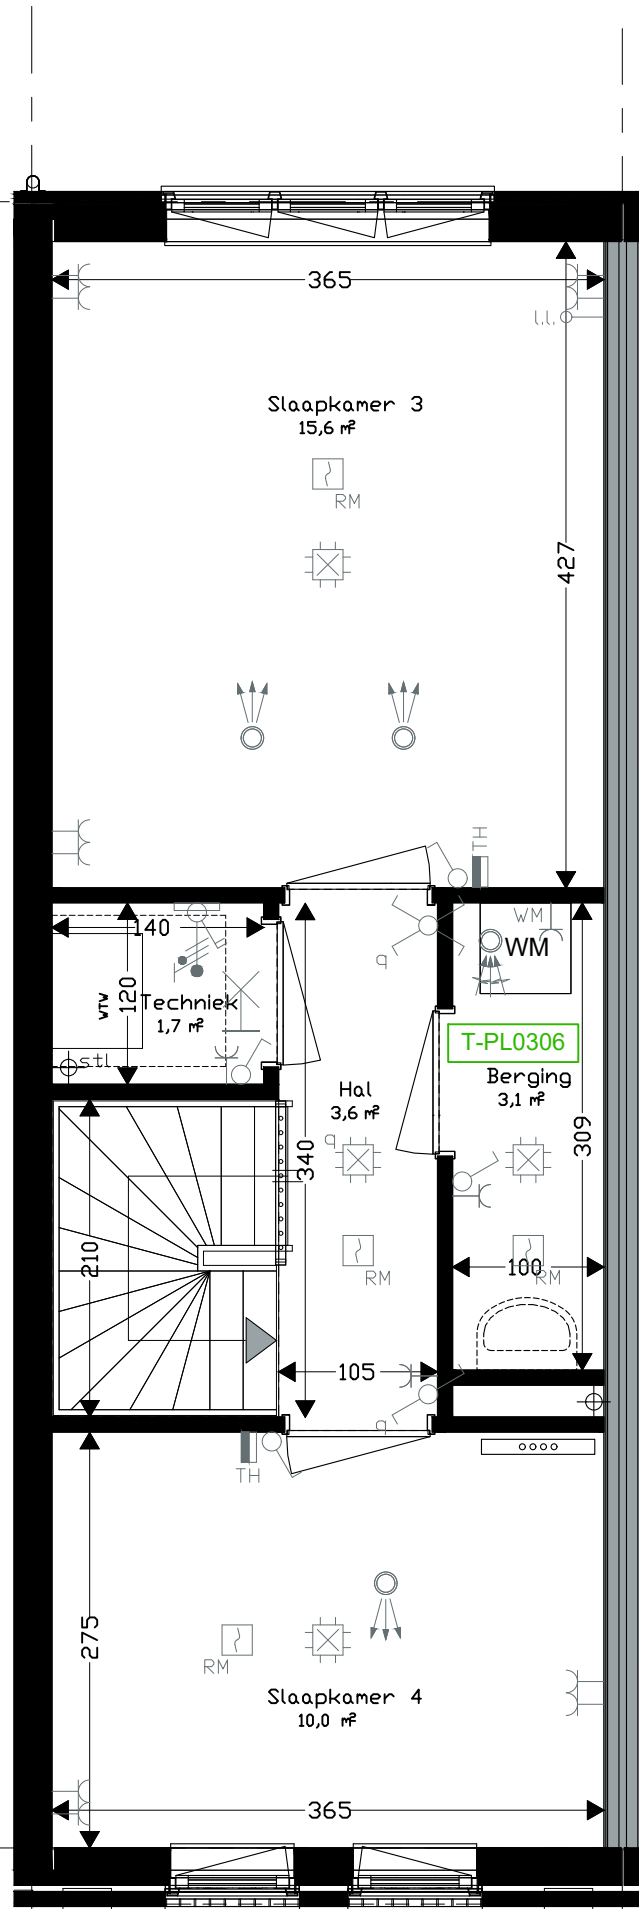 365
l.l.
Slaapkamer 3
15,6 m²
RM
427
TH
WM
140
q
WM
120
wtw
Techniek
1,7 m²
T-PL0306
stl
Berging
3,1 m²
Hal
3,6 m²
q
340
309
210
100
RM
RM
105
q
TH
275
RM
Slaapkamer 4
10,0 m²
365